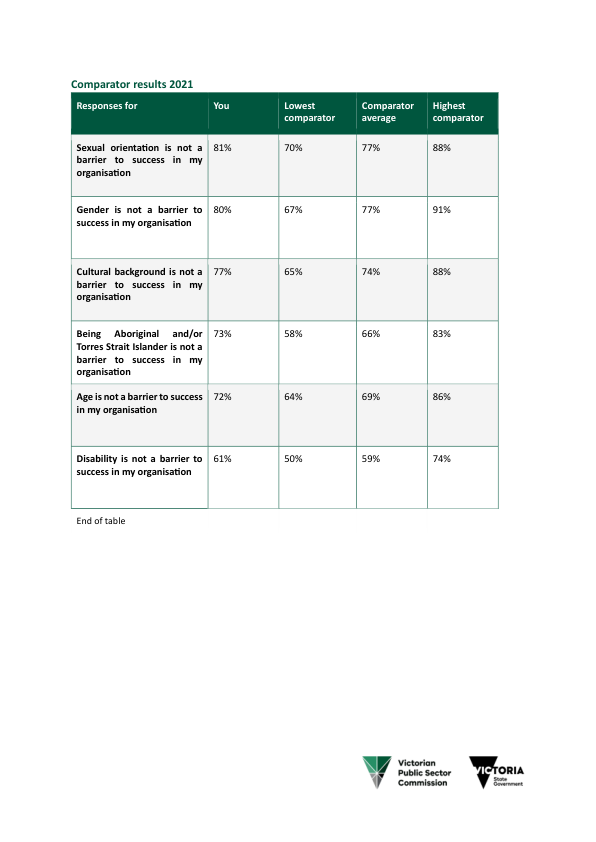 Comparator results 2021
Responses for You Lowest comparator Comparator average Highest comparator
Sexual orientation is not a 81% 70% 77% 88%
barrier to success in my
organisation
Gender is not a barrier to 80% 67% 77% 91%
success in my organisation
Cultural background is not a 77% 65% 74% 88%
barrier to success in my
organisation
Being Aboriginal and/or 73% 58% 66% 83%
Torres Strait Islander is not a
barrier to success in my
organisation
Age is not a barrier to success 72% 64% 69% 86%
in my organisation
Disability is not a barrier to 61% 50% 59% 74%
success in my organisation
End of table
Victorian
Public Sector
Commission
VICTORIA
State
Government